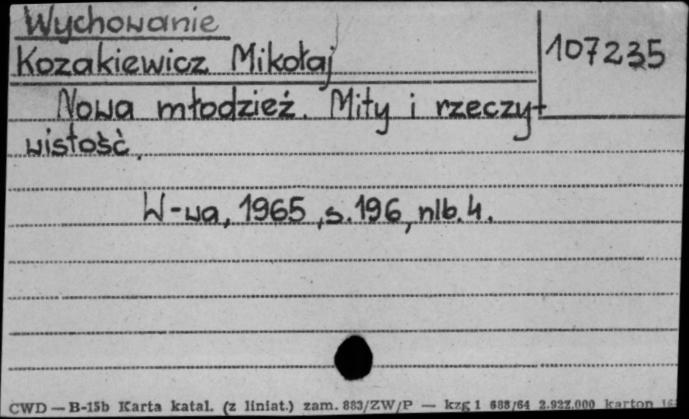 Wychowanie
Kozakiewicz Mikołaj
107235
Nowa młodzież. Mity i rzeczy-
wistość.
W-wa, 1965, s. 196, nlb. 4.
CWD — B-15b Karta katal. (z liniat.) zam. 883/ZW/P — kzg 1 688/64 2.927.000 karton